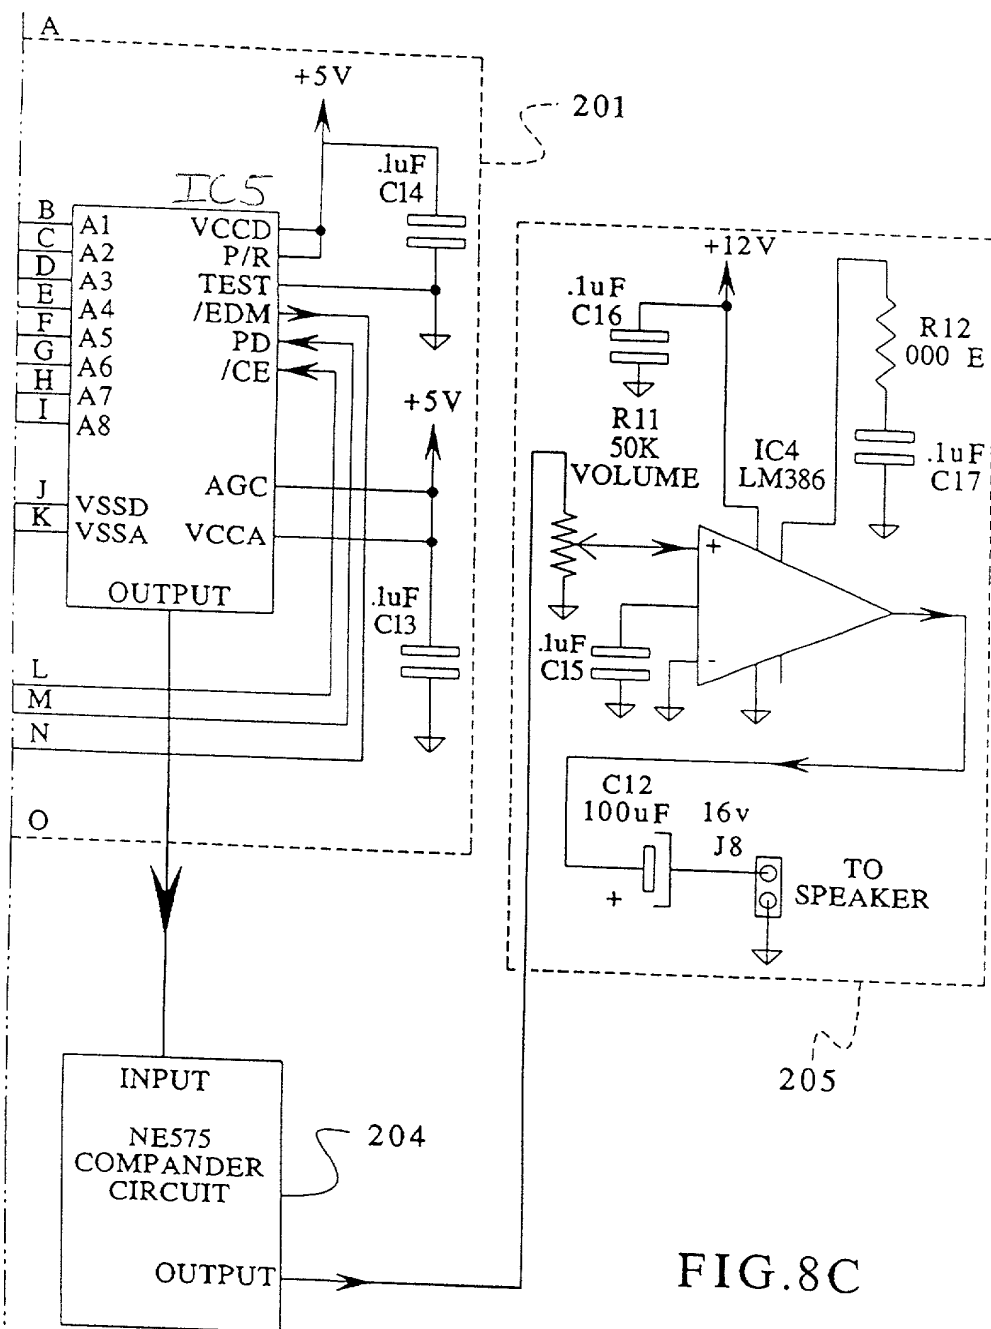 A
+5V
201
.1uF
C14
IC5
B
C
D
E
F
G
H
I
J
K
A1
A2
A3
A4
A5
A6
A7
A8
VSSD
VSSA
VCCD
P/R
TEST
/EDM
PD
/CE
AGC
VCCA
OUTPUT
+5V
.1uF
C13
L
M
N
O
+12V
.1uF
C16
R12
000 E
R11
50K
VOLUME
IC4
LM386
.1uF
C17
+
-
.1uF
C15
C12
100uF 16v
J8
+
TO
SPEAKER
205
INPUT
NE575
COMPANDER
CIRCUIT
204
OUTPUT
FIG.8C